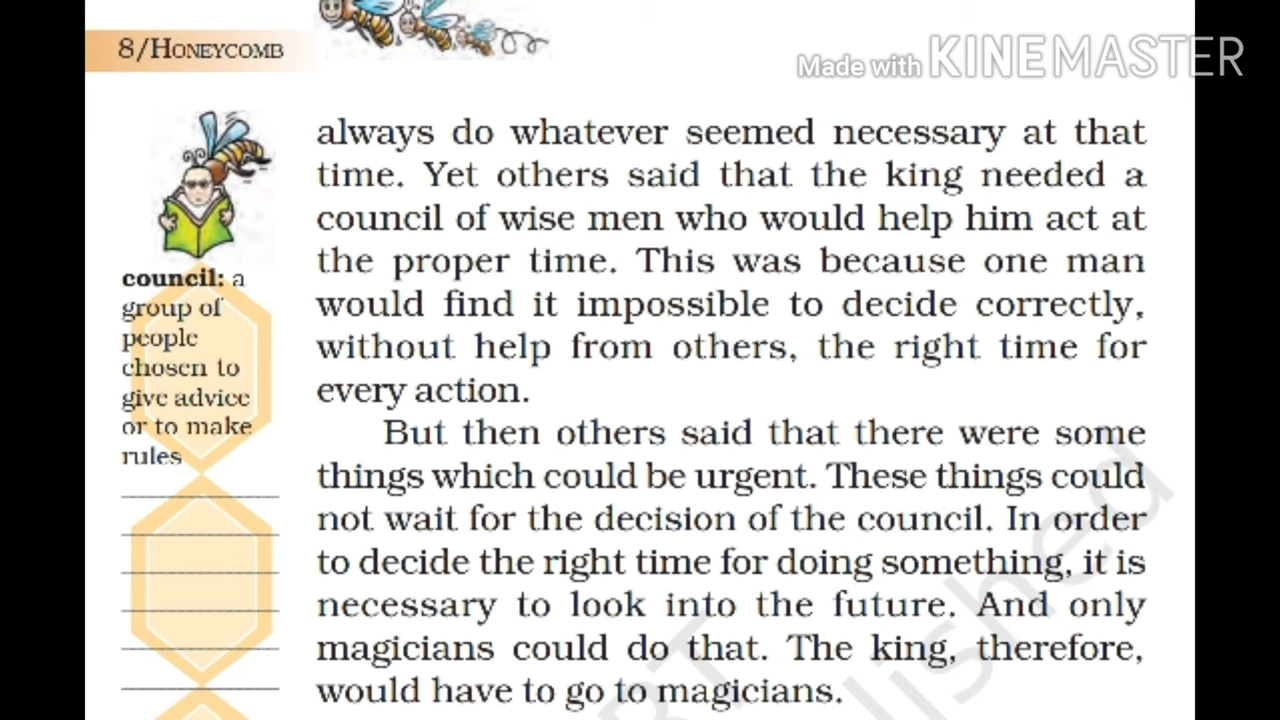 8/HONEYCOMB
Made with KINEMASTER
always do whatever seemed necessary at that
time. Yet others said that the king needed a
council of wise men who would help him act at
the proper time. This was because one man
would find it impossible to decide correctly,
without help from others, the right time for
every action.
But then others said that there were some
things which could be urgent. These things could
not wait for the decision of the council. In order
to decide the right time for doing something, it is
necessary to look into the future. And only
magicians could do that. The king, therefore,
would have to go to magicians.
council: a
group of
people
chosen to
give advice
or to make
rules